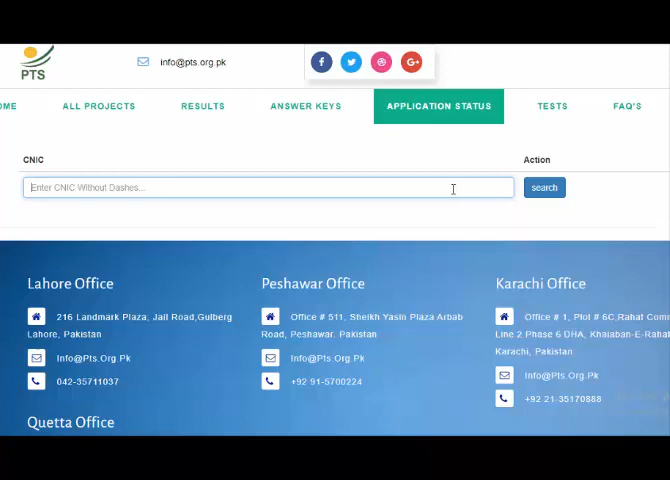 PTS
info@pts.org.pk
OME ALL PROJECTS RESULTS ANSWER KEYS APPLICATION STATUS TESTS FAQ'S
CNIC Action
Enter CNIC Without Dashes... search
Lahore Office
216 Landmark Plaza, Jail Road,Gulberg
Lahore, Pakistan
Info@Pts.Org.Pk
042-35711037
Peshawar Office
Office # 511, Sheikh Yasin Plaza Arbab
Road, Peshawar. Pakistan
Info@Pts.Org.Pk
+92 91-5700224
Karachi Office
Office # 1, Plot # 6C,Rahat Comm
Line 2 Phase 6 DHA, Khaiaban-E-Rahat
Karachi, Pakistan
Info@Pts.Org.Pk
+92 21-35170888
Quetta Office